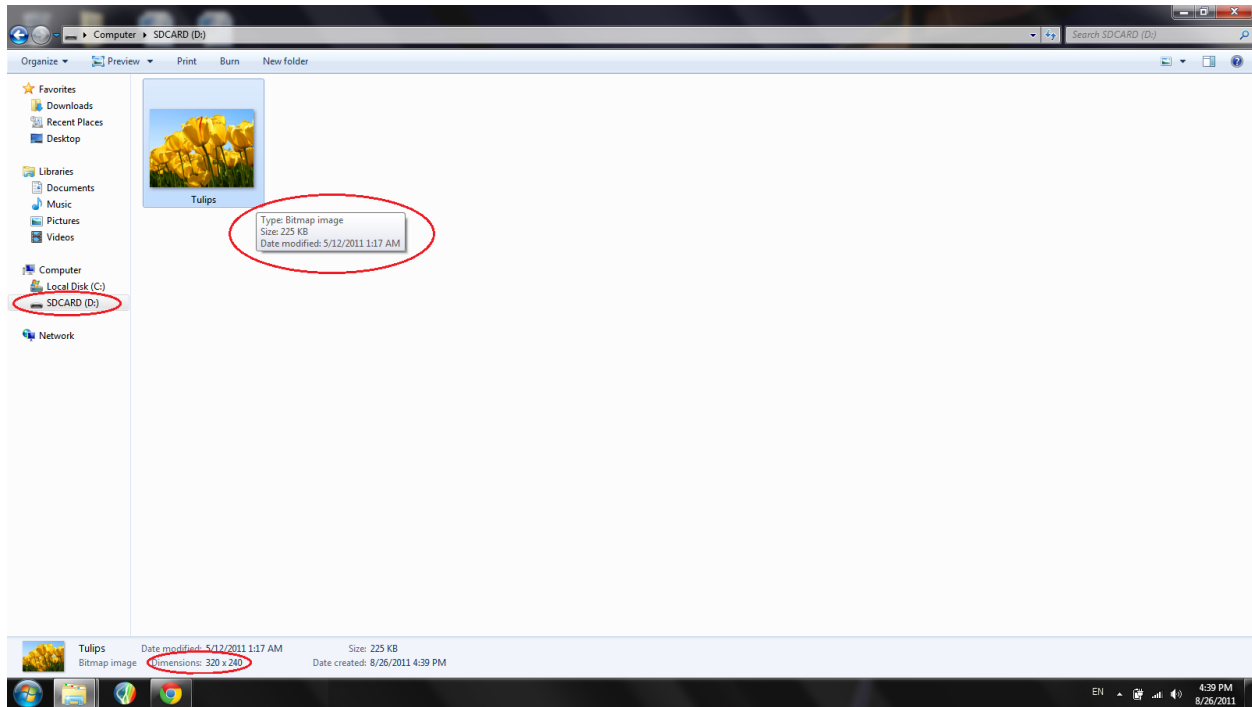 Computer ▸ SDCARD (D:)
Search SDCARD (D:)
Organize Preview Print Burn New folder
Favorites
Downloads
Recent Places
Desktop
Libraries
Documents
Music
Pictures
Videos
Computer
Local Disk (C:)
SDCARD (D:)
Network
Tulips
Type: Bitmap image
Size: 225 KB
Date modified: 5/12/2011 1:17 AM
Tulips Date modified: 5/12/2011 1:17 AM Size: 225 KB
Bitmap image Dimensions: 320 x 240 Date created: 8/26/2011 4:39 PM
EN 4:39 PM
8/26/2011